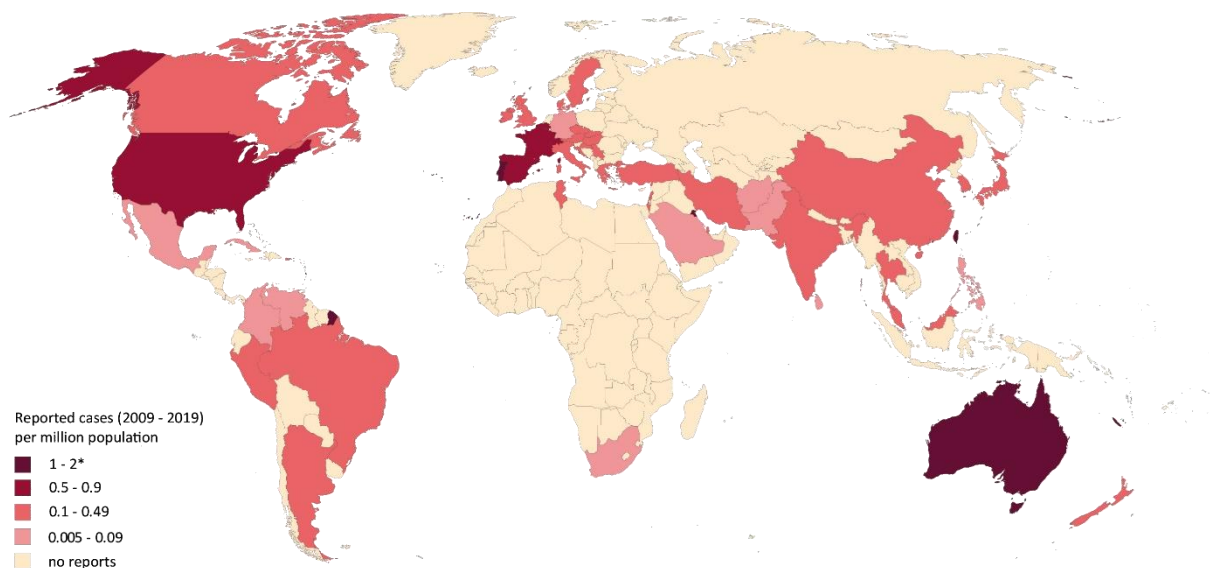 Reported cases (2009 - 2019)
per million population
1 - 2*
0.5 - 0.9
0.1 - 0.49
0.005 - 0.09
no reports